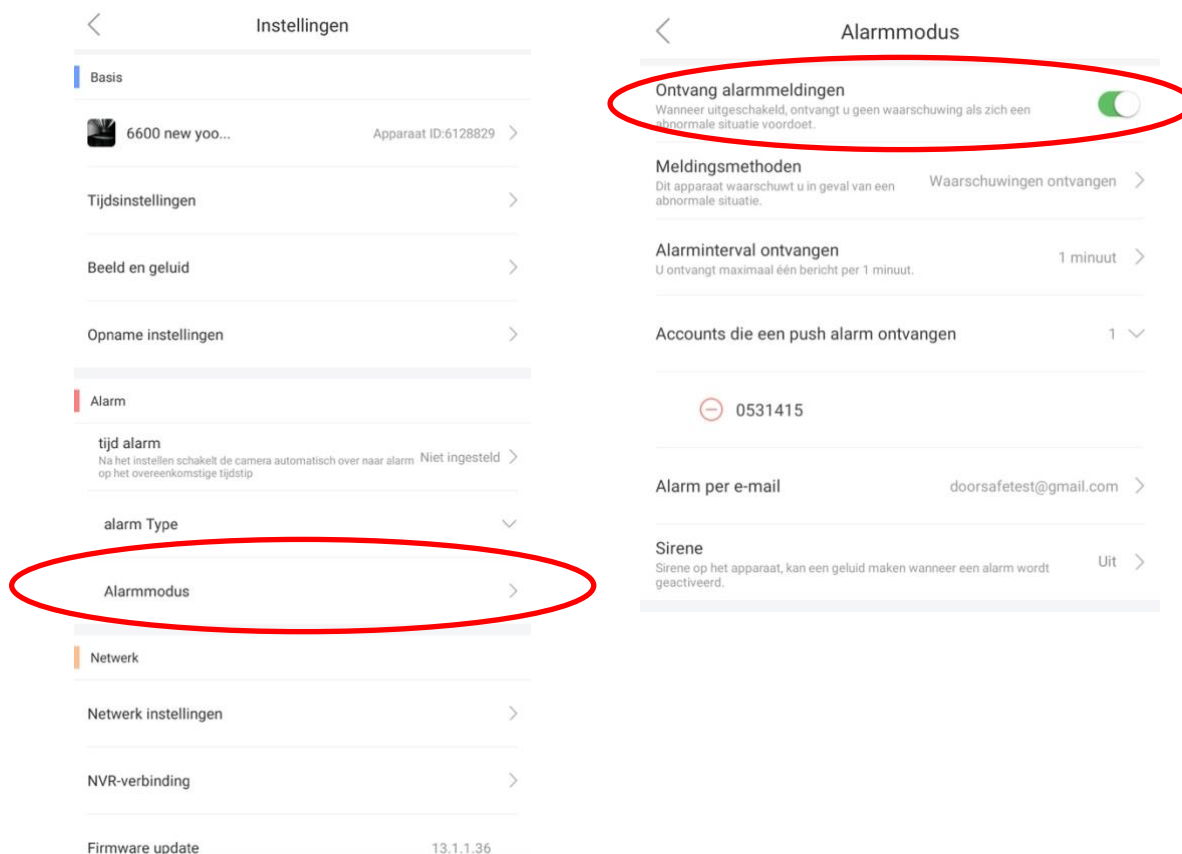 Instellingen
Basis
6600 new yoo...
Apparaat ID:6128829
Tijdsinstellingen
Beeld en geluid
Opname instellingen
Alarm
tijd alarm
Na het instellen schakelt de camera automatisch over naar alarm
op het overeenkomstige tijdstip
Niet ingesteld
alarm Type
Alarmmodus
Netwerk
Netwerk instellingen
NVR-verbinding
Firmware update
13.1.1.36
Alarmmodus
Ontvang alarmmeldingen
Wanneer uitgeschakeld, ontvangt u geen waarschuwing als zich een
abnormale situatie voordoet.
Meldingsmethoden
Dit apparaat waarschuwt u in geval van een
abnormale situatie.
Waarschuwingen ontvangen
Alarminterval ontvangen
U ontvangt maximaal één bericht per 1 minuut.
1 minuut
Accounts die een push alarm ontvangen
1
0531415
Alarm per e-mail
doorsafetest@gmail.com
Sirene
Sirene op het apparaat, kan een geluid maken wanneer een alarm wordt
geactiveerd.
Uit